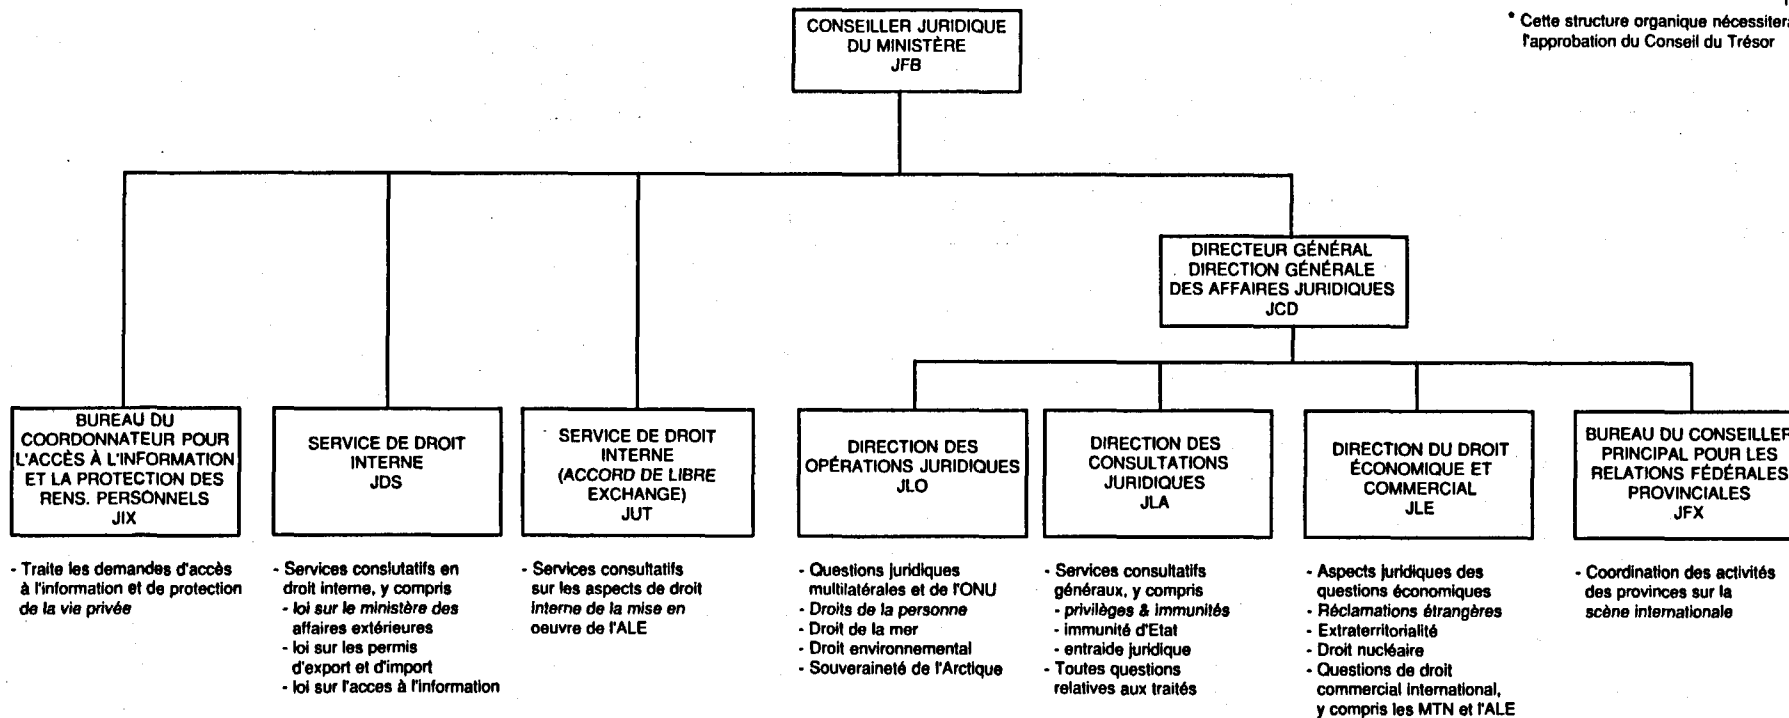 * Cette structure organique nécessitera
l'approbation du Conseil du Trésor
CONSEILLER JURIDIQUE
DU MINISTÈRE
JFB
DIRECTEUR GÉNÉRAL
DIRECTION GÉNÉRALE
DES AFFAIRES JURIDIQUES
JCD
BUREAU DU
COORDONNATEUR POUR
L'ACCÈS À L'INFORMATION
ET LA PROTECTION DES
RENS. PERSONNELS
JIX
- Traite les demandes d'accès
à l'information et de protection
de la vie privée
SERVICE DE DROIT
INTERNE
JDS
- Services conslutatifs en
droit interne, y compris
- loi sur le ministère des
affaires extérieures
- loi sur les permis
d'export et d'import
- loi sur l'acces à l'information
SERVICE DE DROIT
INTERNE
(ACCORD DE LIBRE
EXCHANGE)
JUT
- Services consultatifs
sur les aspects de droit
interne de la mise en
oeuvre de l'ALE
DIRECTION DES
OPÉRATIONS JURIDIQUES
JLO
- Questions juridiques
multilatérales et de l'ONU
- Droits de la personne
- Droit de la mer
- Droit environnemental
- Souveraineté de l'Arctique
DIRECTION DES
CONSULTATIONS
JURIDIQUES
JLA
- Services consultatifs
généraux, y compris
- privilèges & immunités
- immunité d'Etat
- entraide juridique
- Toutes questions
relatives aux traités
DIRECTION DU DROIT
ÉCONOMIQUE ET
COMMERCIAL
JLE
- Aspects juridiques des
questions économiques
- Réclamations étrangères
- Extraterritorialité
- Droit nucléaire
- Questions de droit
commercial international,
y compris les MTN et l'ALE
BUREAU DU CONSEILLER
PRINCIPAL POUR LES
RELATIONS FÉDÉRALES
PROVINCIALES
JFX
- Coordination des activités
des provinces sur la
scène internationale